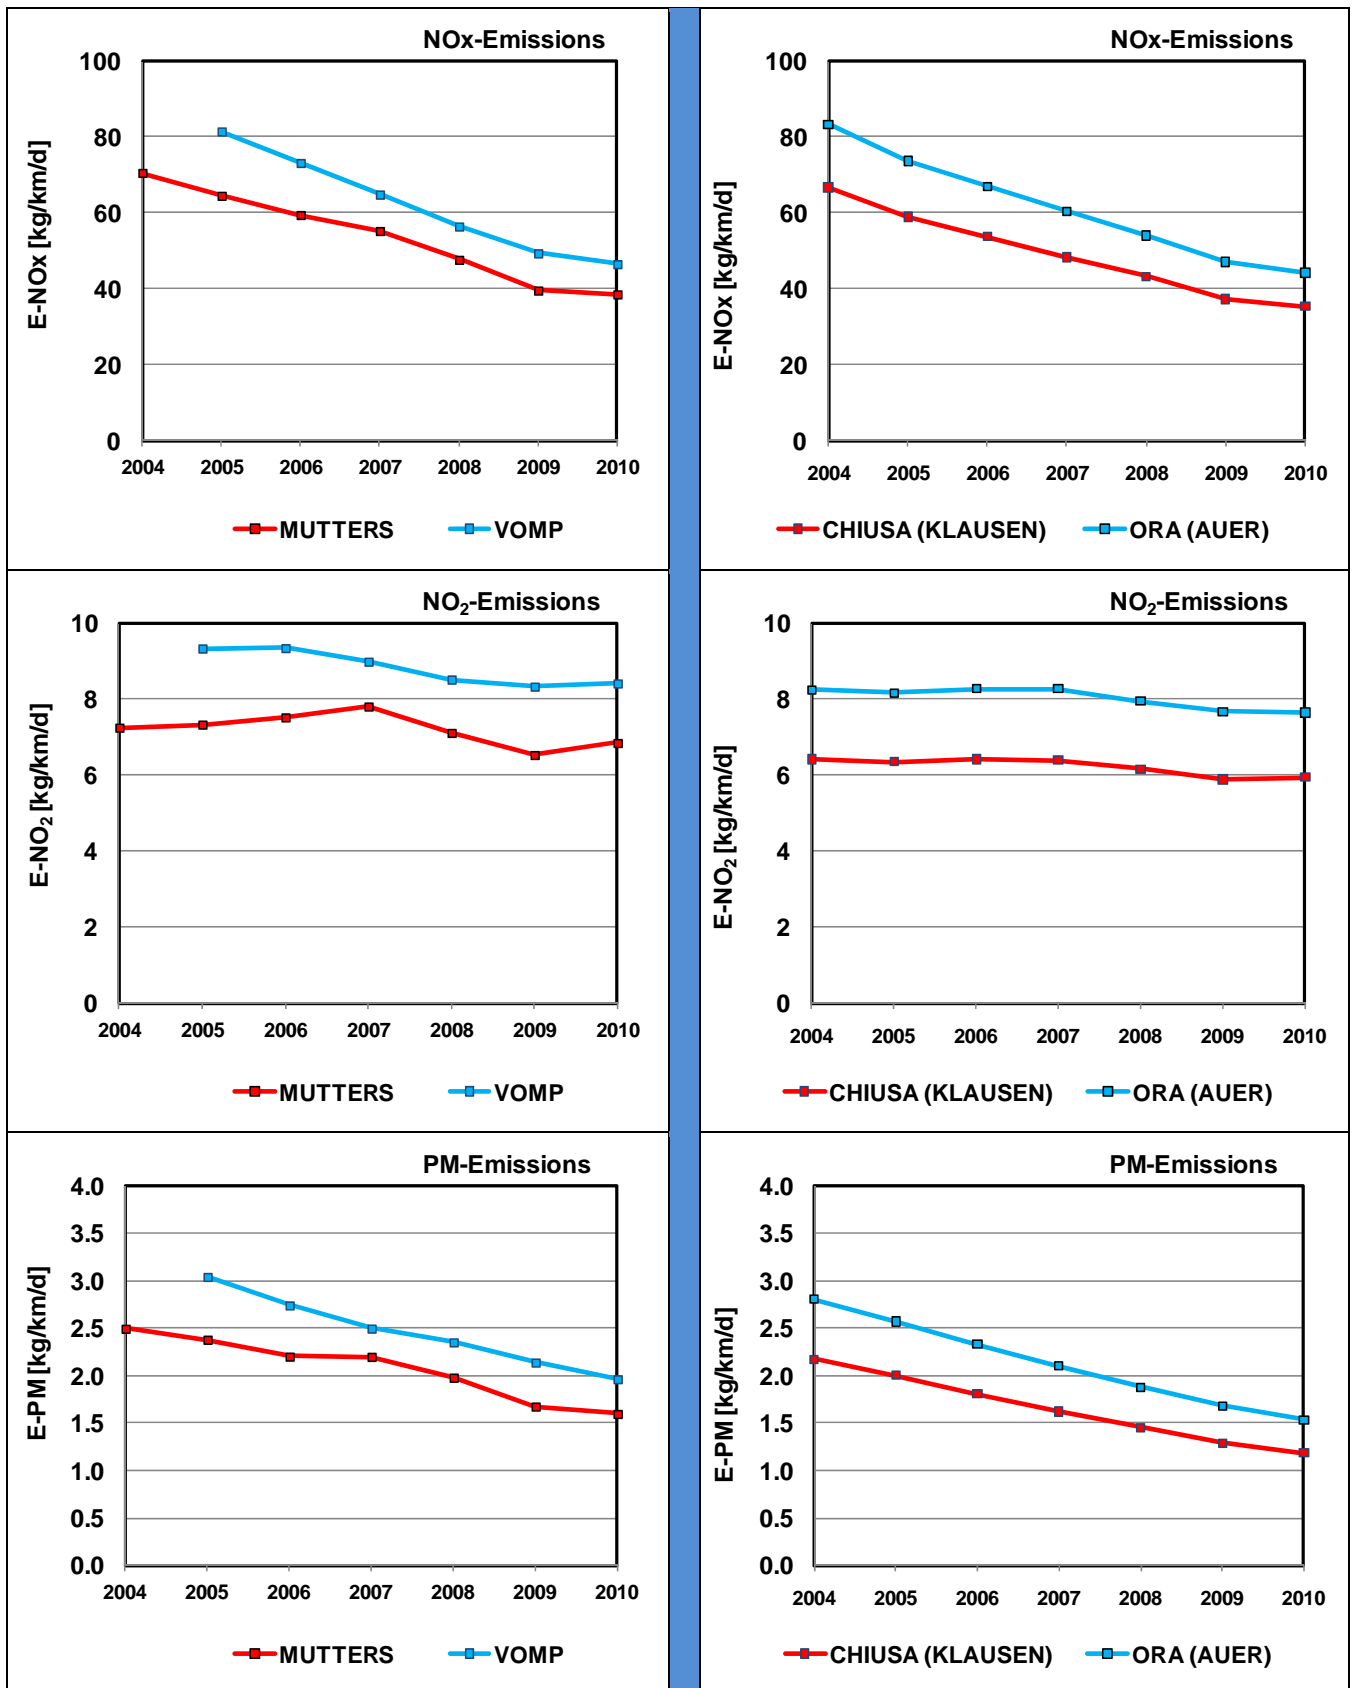 NOx-Emissions
E-NOx [kg/km/d]
100
80
60
40
20
0
2004 2005 2006 2007 2008 2009 2010
MUTTERS VOMP
NOx-Emissions
E-NOx [kg/km/d]
100
80
60
40
20
0
2004 2005 2006 2007 2008 2009 2010
CHIUSA (KLAUSEN) ORA (AUER)
NO₂-Emissions
E-NO₂ [kg/km/d]
10
8
6
4
2
0
2004 2005 2006 2007 2008 2009 2010
MUTTERS VOMP
NO₂-Emissions
E-NO₂ [kg/km/d]
10
8
6
4
2
0
2004 2005 2006 2007 2008 2009 2010
CHIUSA (KLAUSEN) ORA (AUER)
PM-Emissions
E-PM [kg/km/d]
4.0
3.5
3.0
2.5
2.0
1.5
1.0
0.5
0.0
2004 2005 2006 2007 2008 2009 2010
MUTTERS VOMP
PM-Emissions
E-PM [kg/km/d]
4.0
3.5
3.0
2.5
2.0
1.5
1.0
0.5
0.0
2004 2005 2006 2007 2008 2009 2010
CHIUSA (KLAUSEN) ORA (AUER)